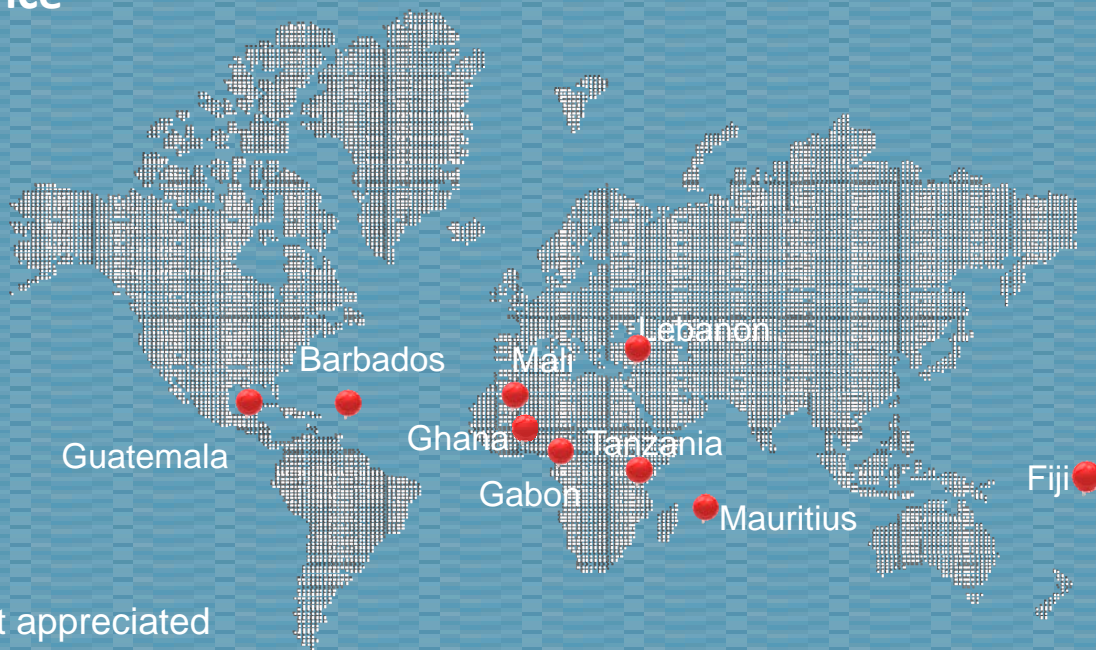 Lebanon
Barbados
Mali
Ghana
Tanzania
Guatemala
Fiji
Gabon
Mauritius
appreciated